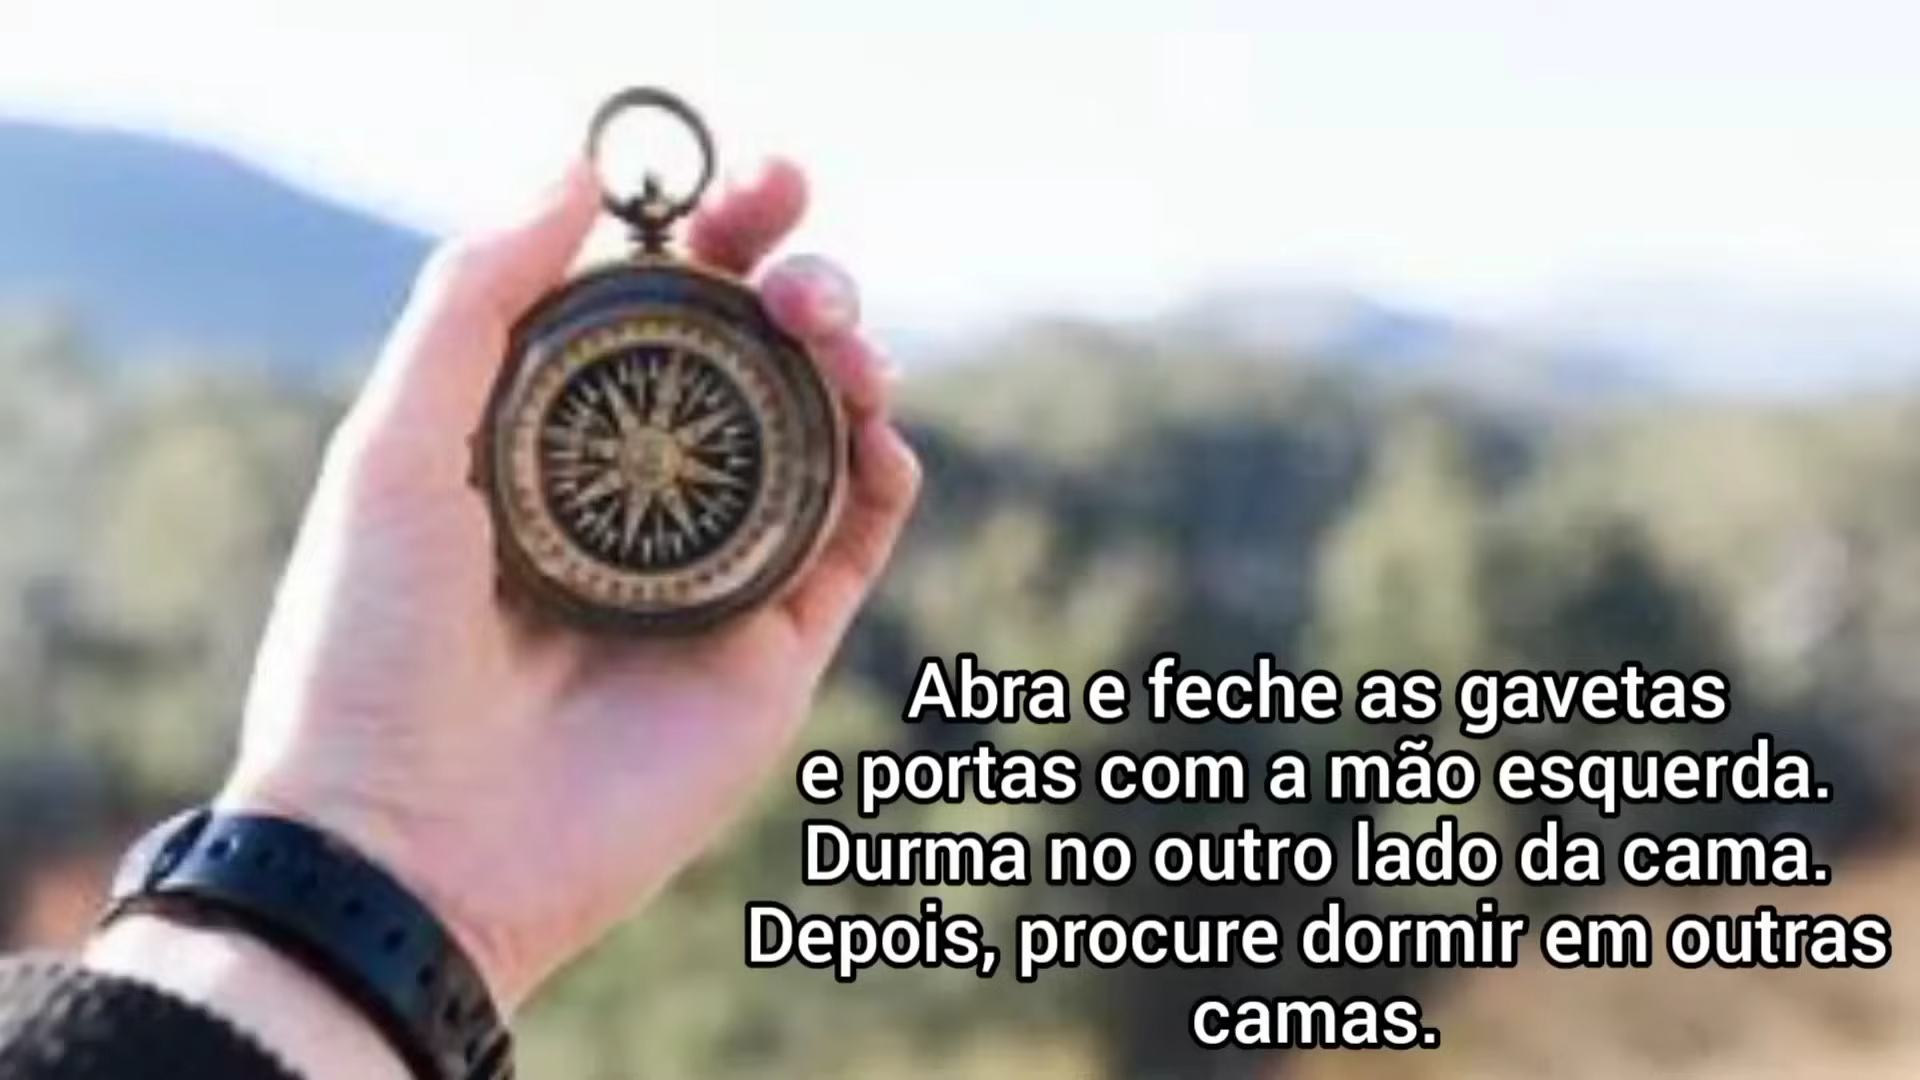 Abra e feche as gavetas
e portas com a mão esquerda.
Durma no outro lado da cama.
Depois, procure dormir em outras
camas.